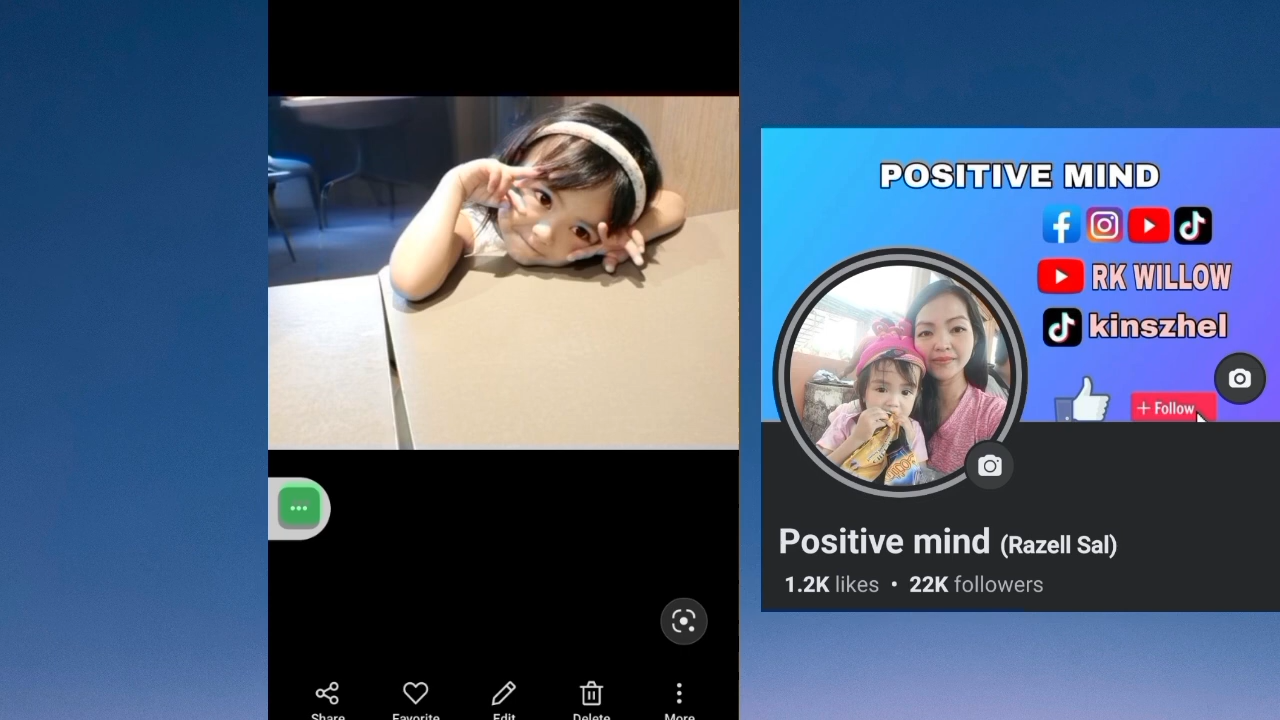 Share Favorite Edit Delete More
POSITIVE MIND
RK WILLOW
kinszhel
+ Follow
Positive mind (Razell Sal)
1.2K likes • 22K followers